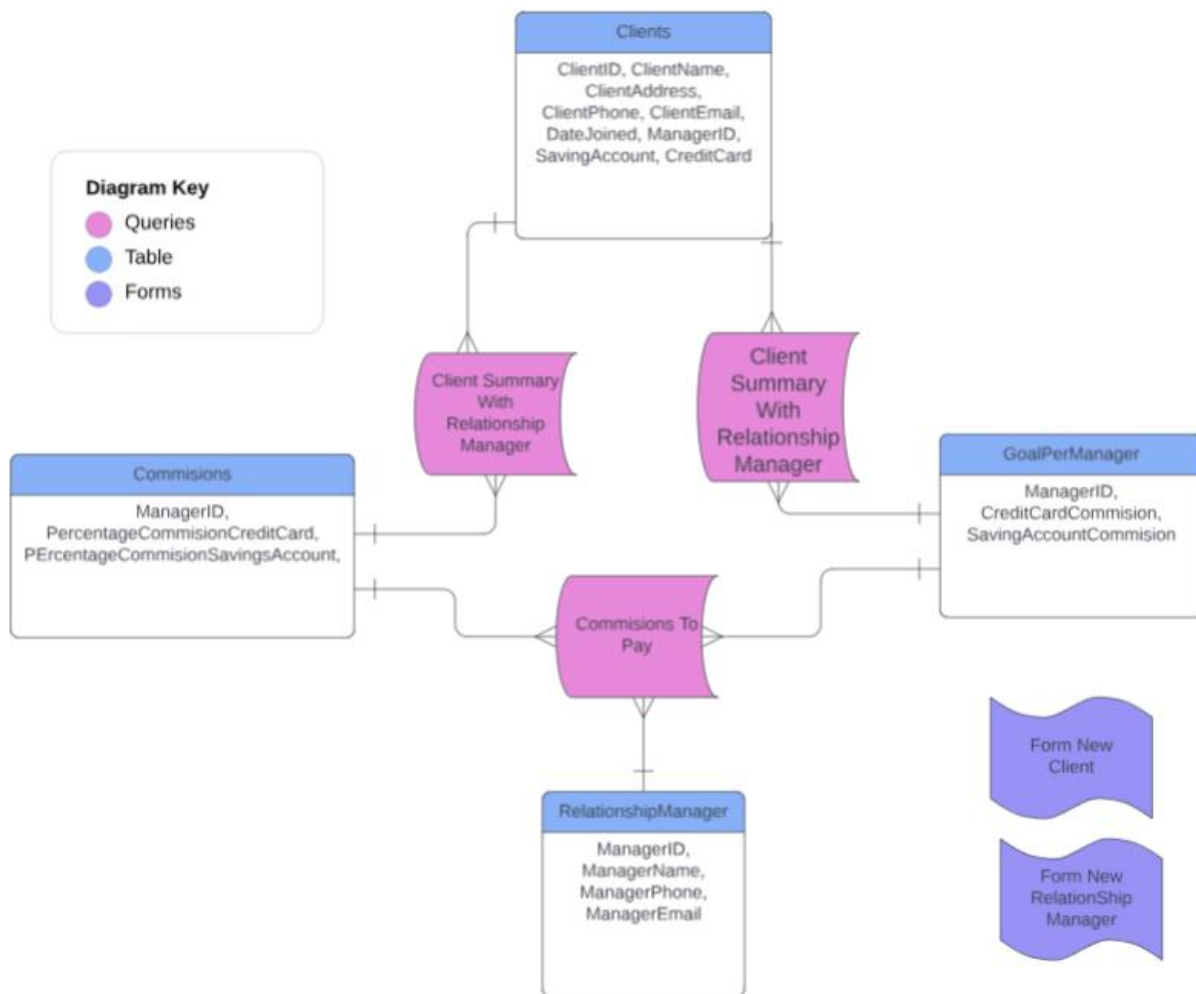 Clients
ClientID, ClientName,
ClientAddress,
ClientPhone, ClientEmail,
DateJoined, ManagerID,
SavingAccount, CreditCard
Diagram Key
Queries
Table
Forms
Client Summary
With
Relationship
Manager
Client
Summary
With
Relationship
Manager
Commisions
ManagerID,
PercentageCommisionCreditCard,
PErcentageCommisionSavingsAccount,
GoalPerManager
ManagerID,
CreditCardCommision,
SavingAccountCommision
Commisions To
Pay
RelationshipManager
ManagerID,
ManagerName,
ManagerPhone,
ManagerEmail
Form New
Client
Form New
RelationShip
Manager